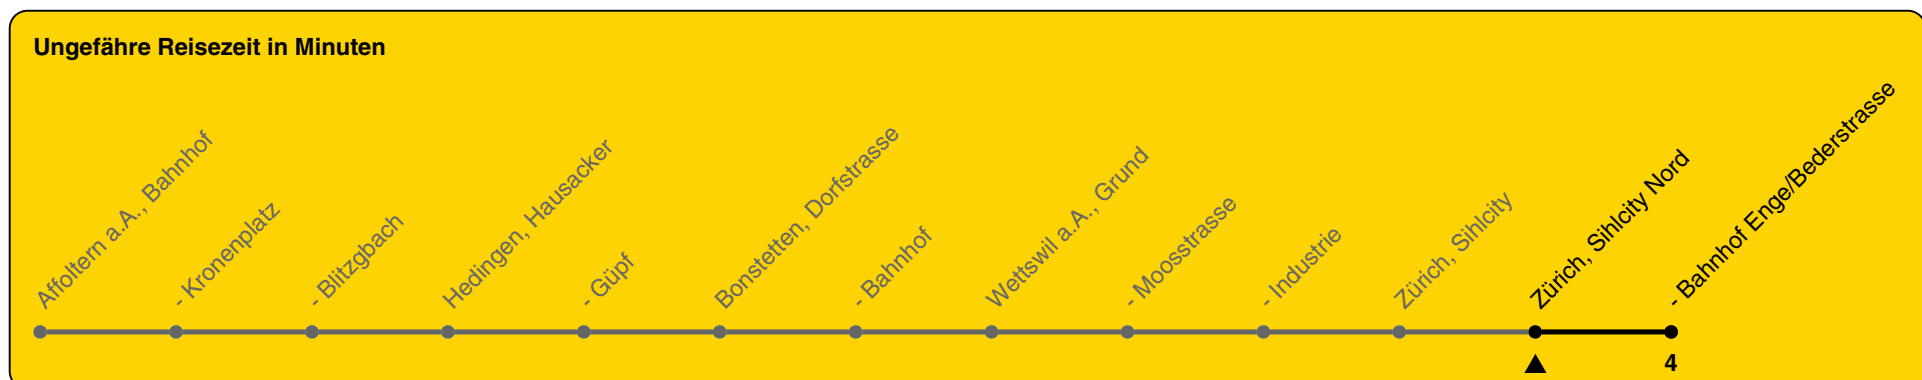 Ungefähre Reisezeit in Minuten
Affoltern a.A., Bahnhof
- Kronenplatz
- Blitzgbach
Hedingen, Hausacker
- Güpf
Bonstetten, Dorfstrasse
- Bahnhof
Wettswil a.A., Grund
- Moosstrasse
- Industrie
Zürich, Sihlcity
Zürich, Sihlcity Nord
- Bahnhof Enge/Bederstrasse
4